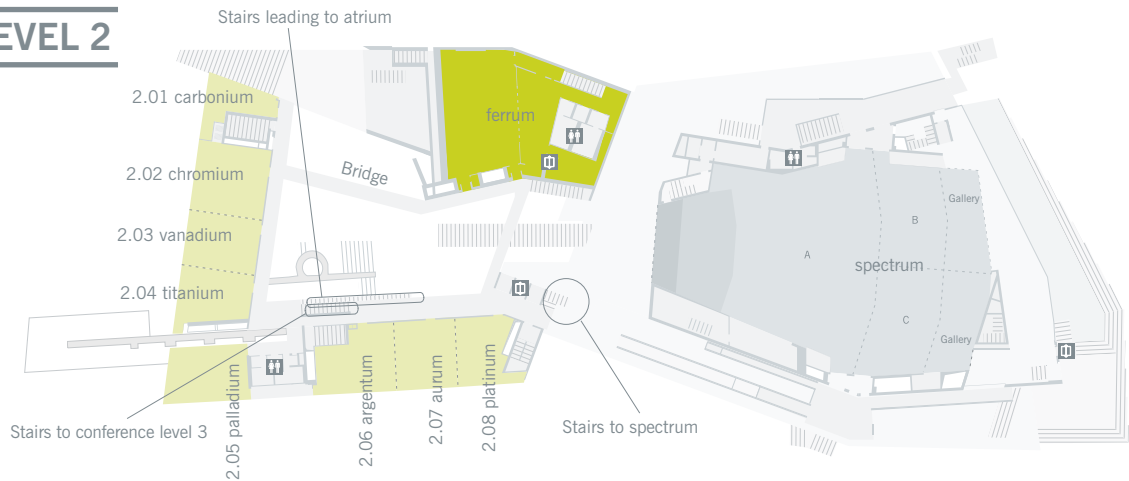 EVEL 2
Stairs leading to atrium
2.01 carbonium
ferrum
2.02 chromium
Bridge
Gallery
B
2.03 vanadium
A
spectrum
2.04 titanium
C
Gallery
2.05 palladium
2.06 argentum
2.07 aurum
2.08 platinum
Stairs to conference level 3
Stairs to spectrum